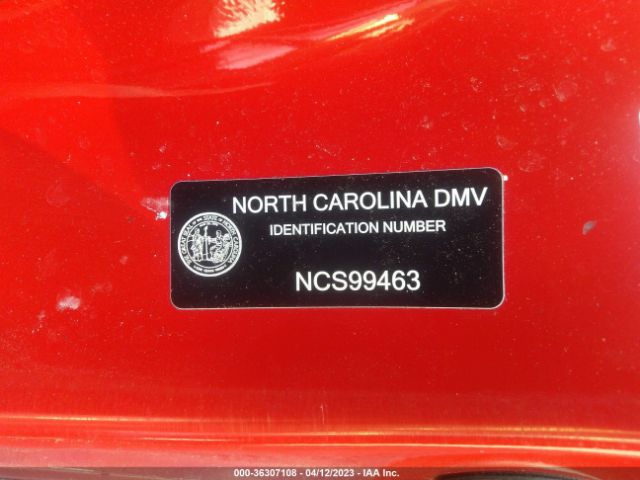 NORTH CAROLINA DMV
IDENTIFICATION NUMBER
NCS99463
000-36307108 - 04/12/2023 - IAA Inc.